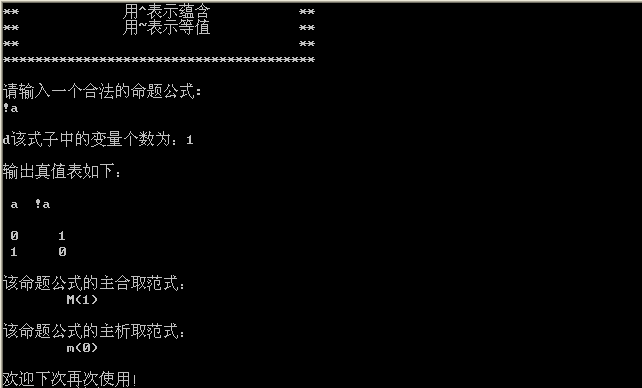 ** 用^表示蕴含 **
** 用~表示等值 **
** **
***************************************
请输入一个合法的命题公式:
!a
d该式子中的变量个数为: 1
输出真值表如下:
a !a
0 1
1 0
该命题公式的主合取范式:
M(1)
该命题公式的主析取范式:
m(0)
欢迎下次再次使用!